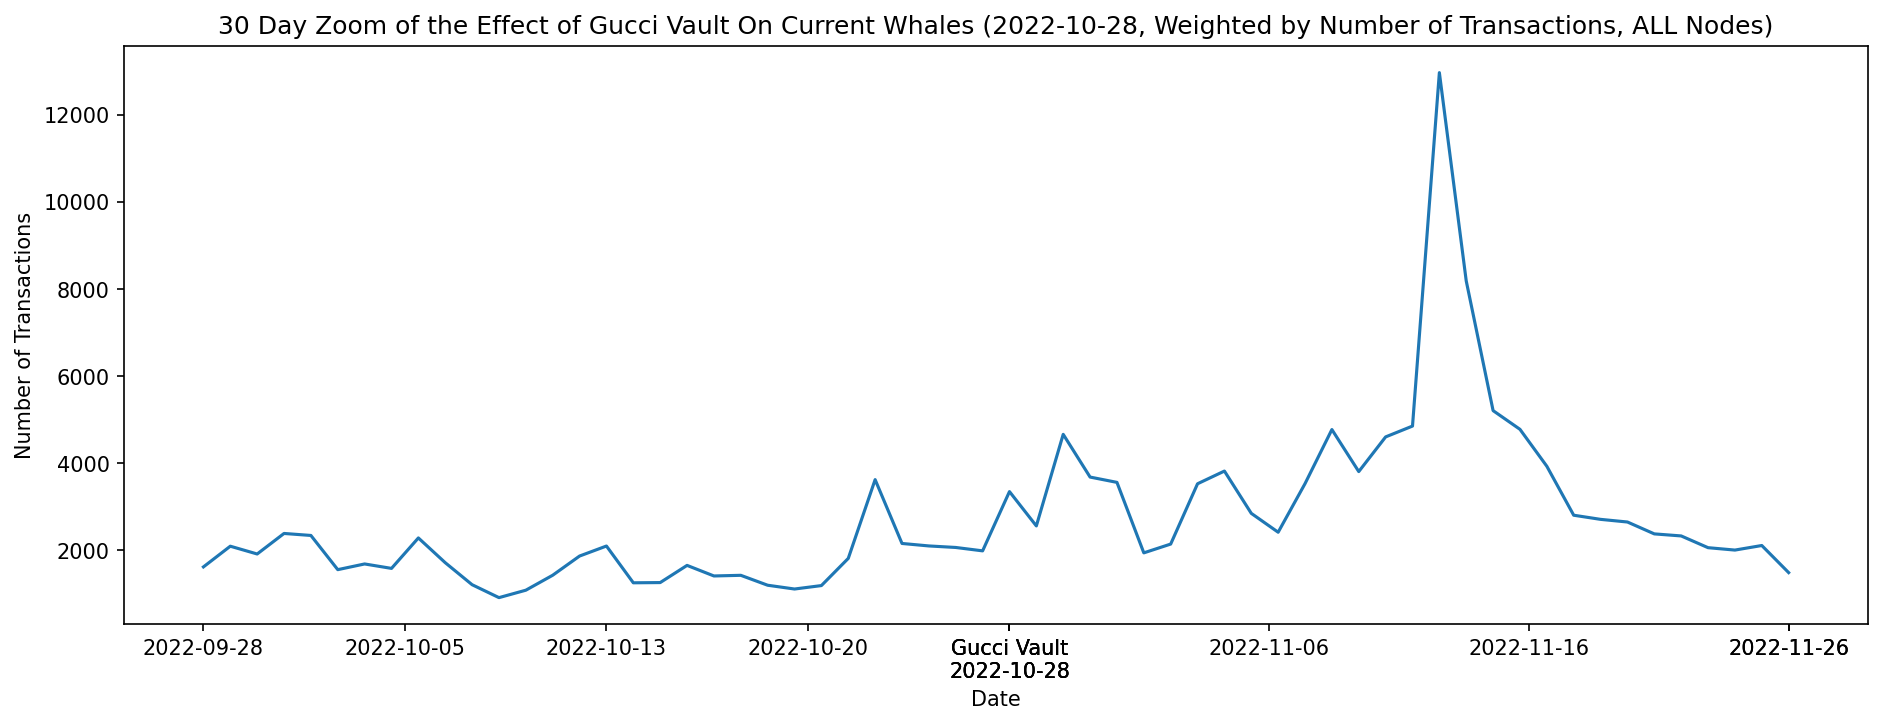 30 Day Zoom of the Effect of Gucci Vault On Current Whales (2022-10-28, Weighted by Number of Transactions, ALL Nodes)
12000
10000
8000
6000
4000
2000
Number of Transactions
2022-09-28 2022-10-05 2022-10-13 2022-10-20 Gucci Vault 2022-11-06 2022-11-16 2022-11-26
2022-10-28
Date